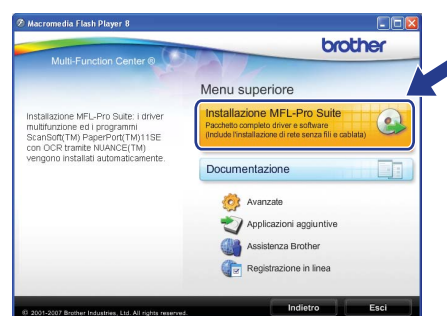 Macromedia Flash Player 8
brother
Multi-Function Center ®
Menu superiore
Installazione MFL-Pro Suite
Pacchetto completo driver e software
(Include l'installazione di rete senza fili e cablata)
Installazione MFL-Pro Suite: i driver
multifunzione ed i programmi
ScanSoft(TM) PaperPort(TM)11SE
con OCR tramite NUANCE(TM)
vengono installati automaticamente.
Documentazione
Avanzate
Applicazioni aggiuntive
Assistenza Brother
Registrazione in linea
© 2001-2007 Brother Industries, Ltd. All rights reserved.
Indietro
Esci